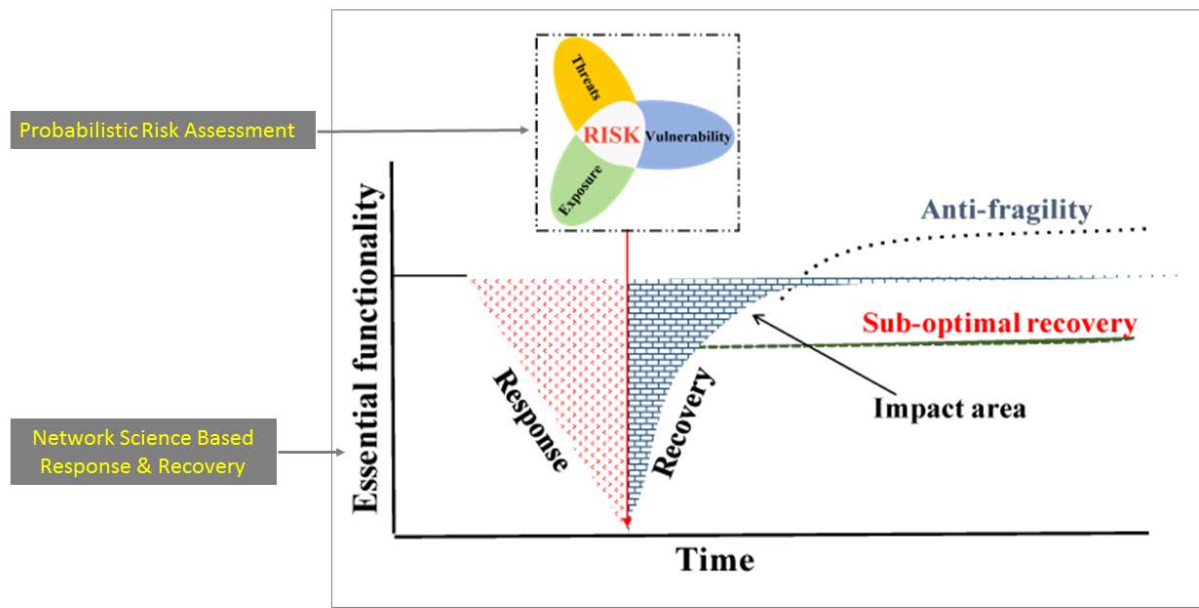 Probabilistic Risk Assessment
Threats
RISK
Vulnerability
Exposure
Anti-fragility
Essential functionality
Sub-optimal recovery
Response
Recovery
Impact area
Network Science Based
Response & Recovery
Time